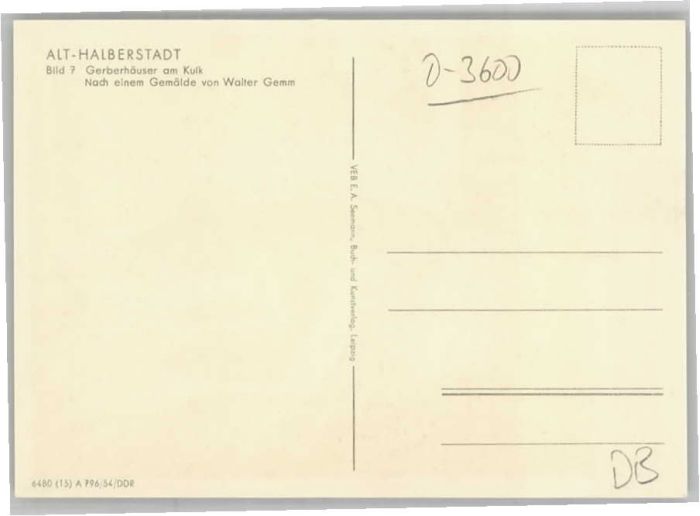 ALT-HALBERSTADT
Bild 7 Gerberhäuser am Kulk
Nach einem Gemälde von Walter Gemm
0-3600
VEB E. A. Seemann, Buch- und Kunstverlag, Leipzig
6480 (15) A 796/54/DDR
DB